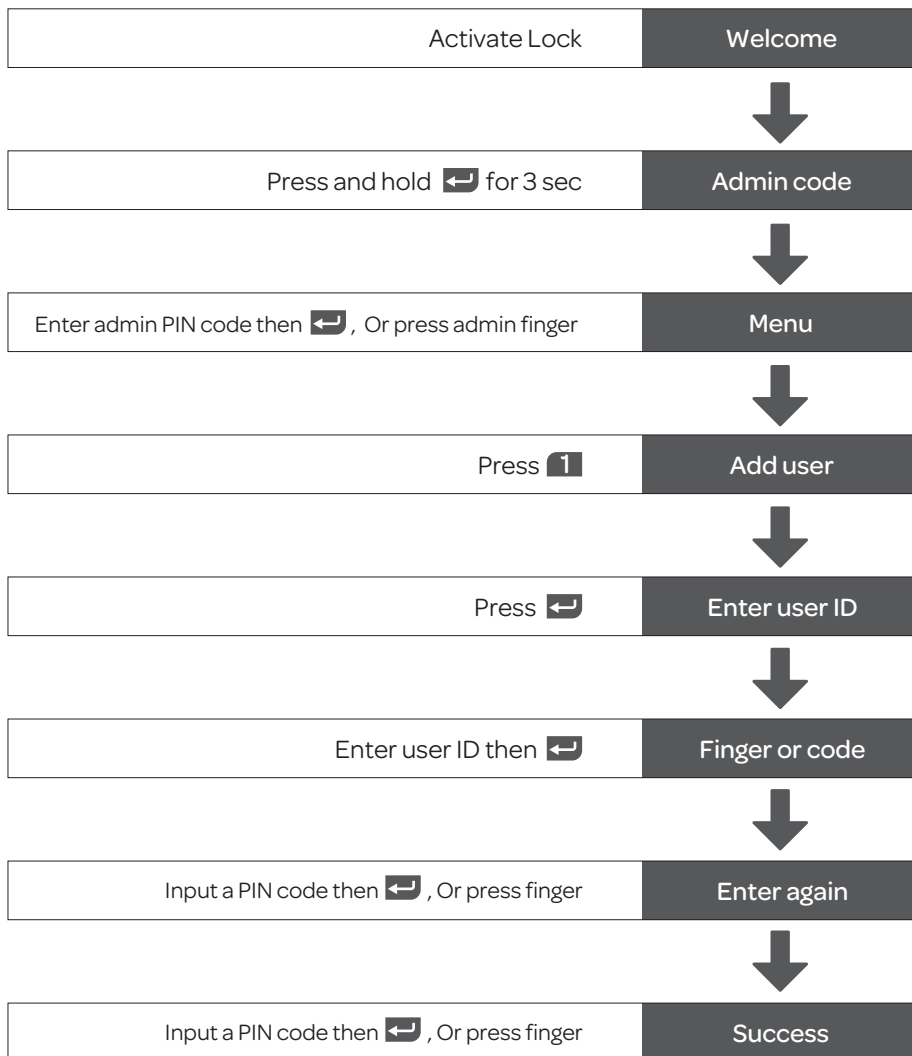 Activate Lock Welcome
Press and hold ↵ for 3 sec Admin code
Enter admin PIN code then ↵ , Or press admin finger Menu
Press 1 Add user
Press ↵ Enter user ID
Enter user ID then ↵ Finger or code
Input a PIN code then ↵ , Or press finger Enter again
Input a PIN code then ↵ , Or press finger Success